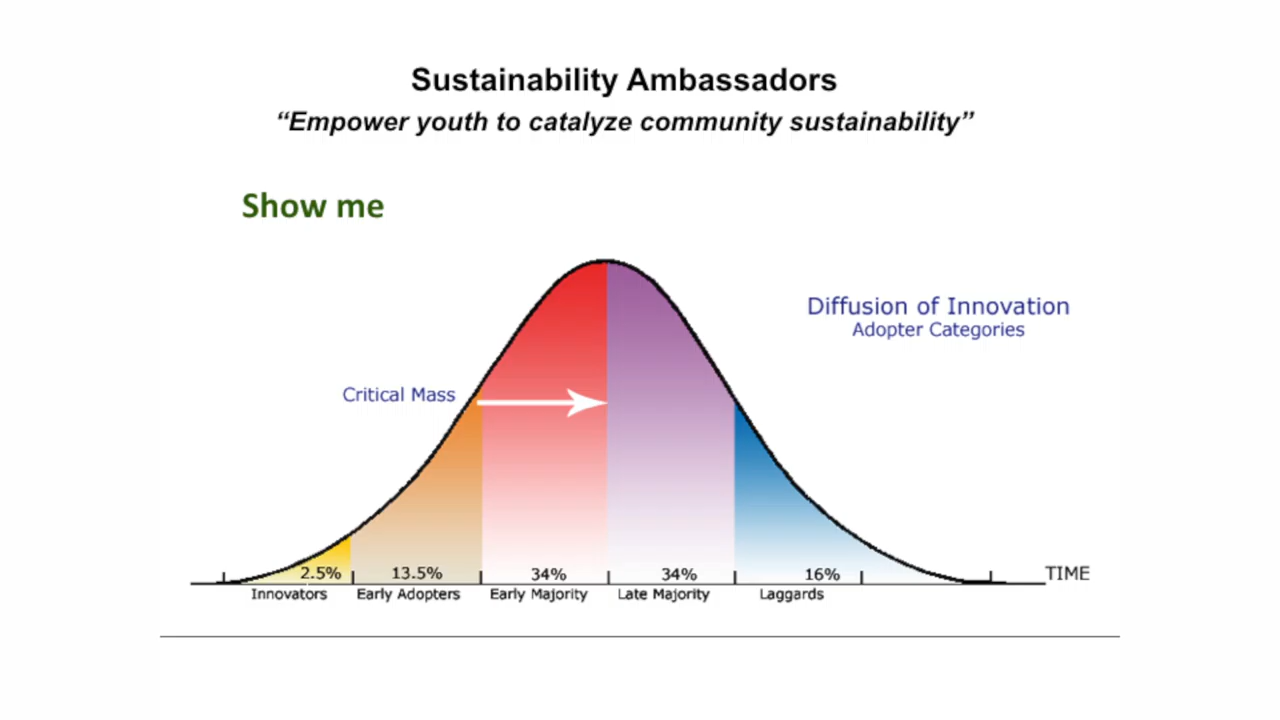 Sustainability Ambassadors
“Empower youth to catalyze community sustainability”
Show me
Diffusion of Innovation
Adopter Categories
Critical Mass
2.5% 13.5% 34% 34% 16% TIME
Innovators Early Adopters Early Majority Late Majority Laggards